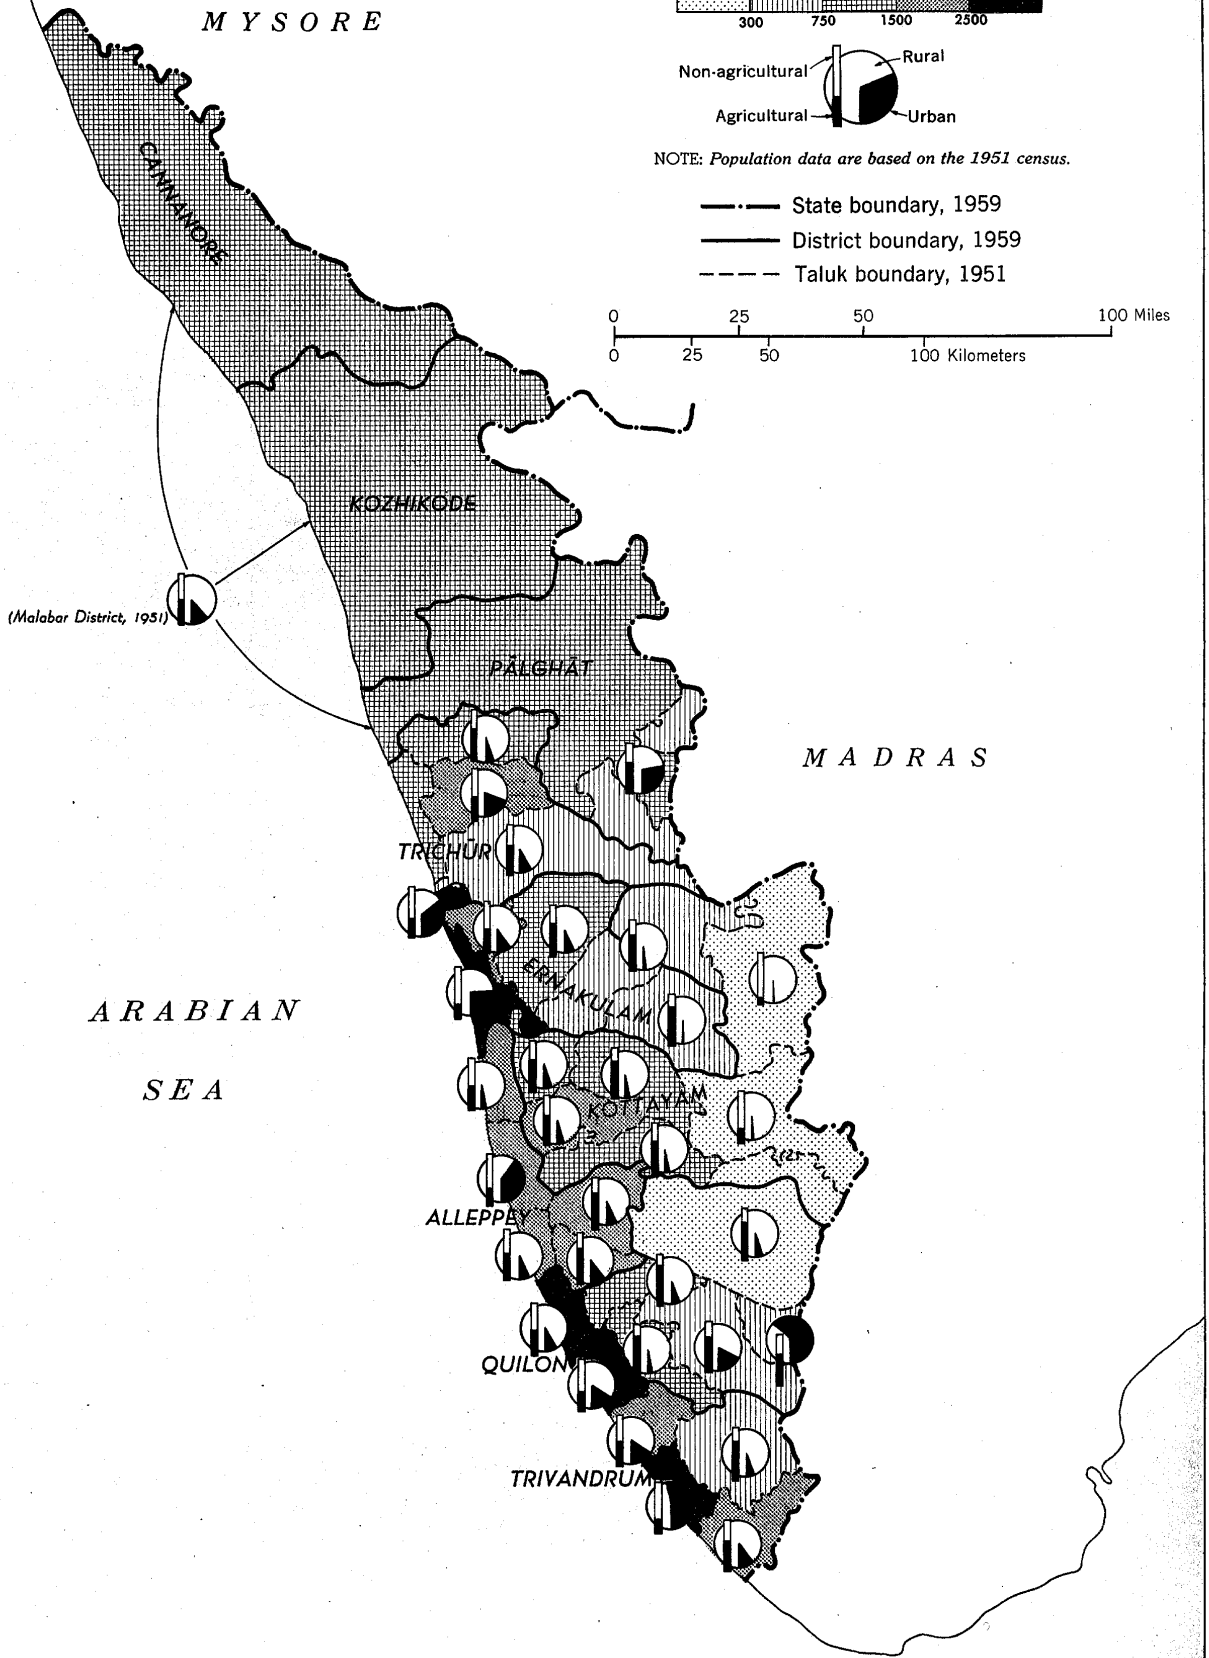 MYSORE
300 750 1500 2500
Non-agricultural
Rural
Agricultural
Urban
NOTE: Population data are based on the 1951 census.
State boundary, 1959
District boundary, 1959
Taluk boundary, 1951
0 25 50 100 Miles
0 25 50 100 Kilometers
CANNANORE
KOZHIKODE
(Malabar District, 1951)
PĀLGHĀT
MADRAS
TRICHŪR
ERNAKULAM
ARABIAN
SEA
KOTTAYAM
ALLEPPEY
QUILON
TRIVANDRUM